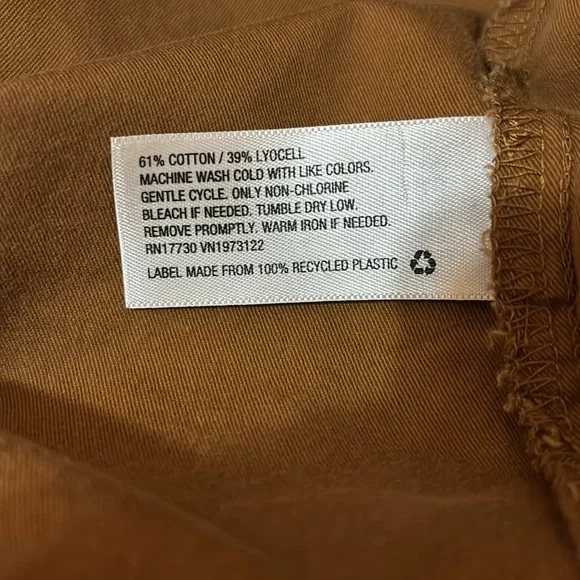 61% COTTON / 39% LYOCELL
MACHINE WASH COLD WITH LIKE COLORS.
GENTLE CYCLE. ONLY NON-CHLORINE
BLEACH IF NEEDED. TUMBLE DRY LOW.
REMOVE PROMPTLY. WARM IRON IF NEEDED.
RN17730 VN1973122
LABEL MADE FROM 100% RECYCLED PLASTIC